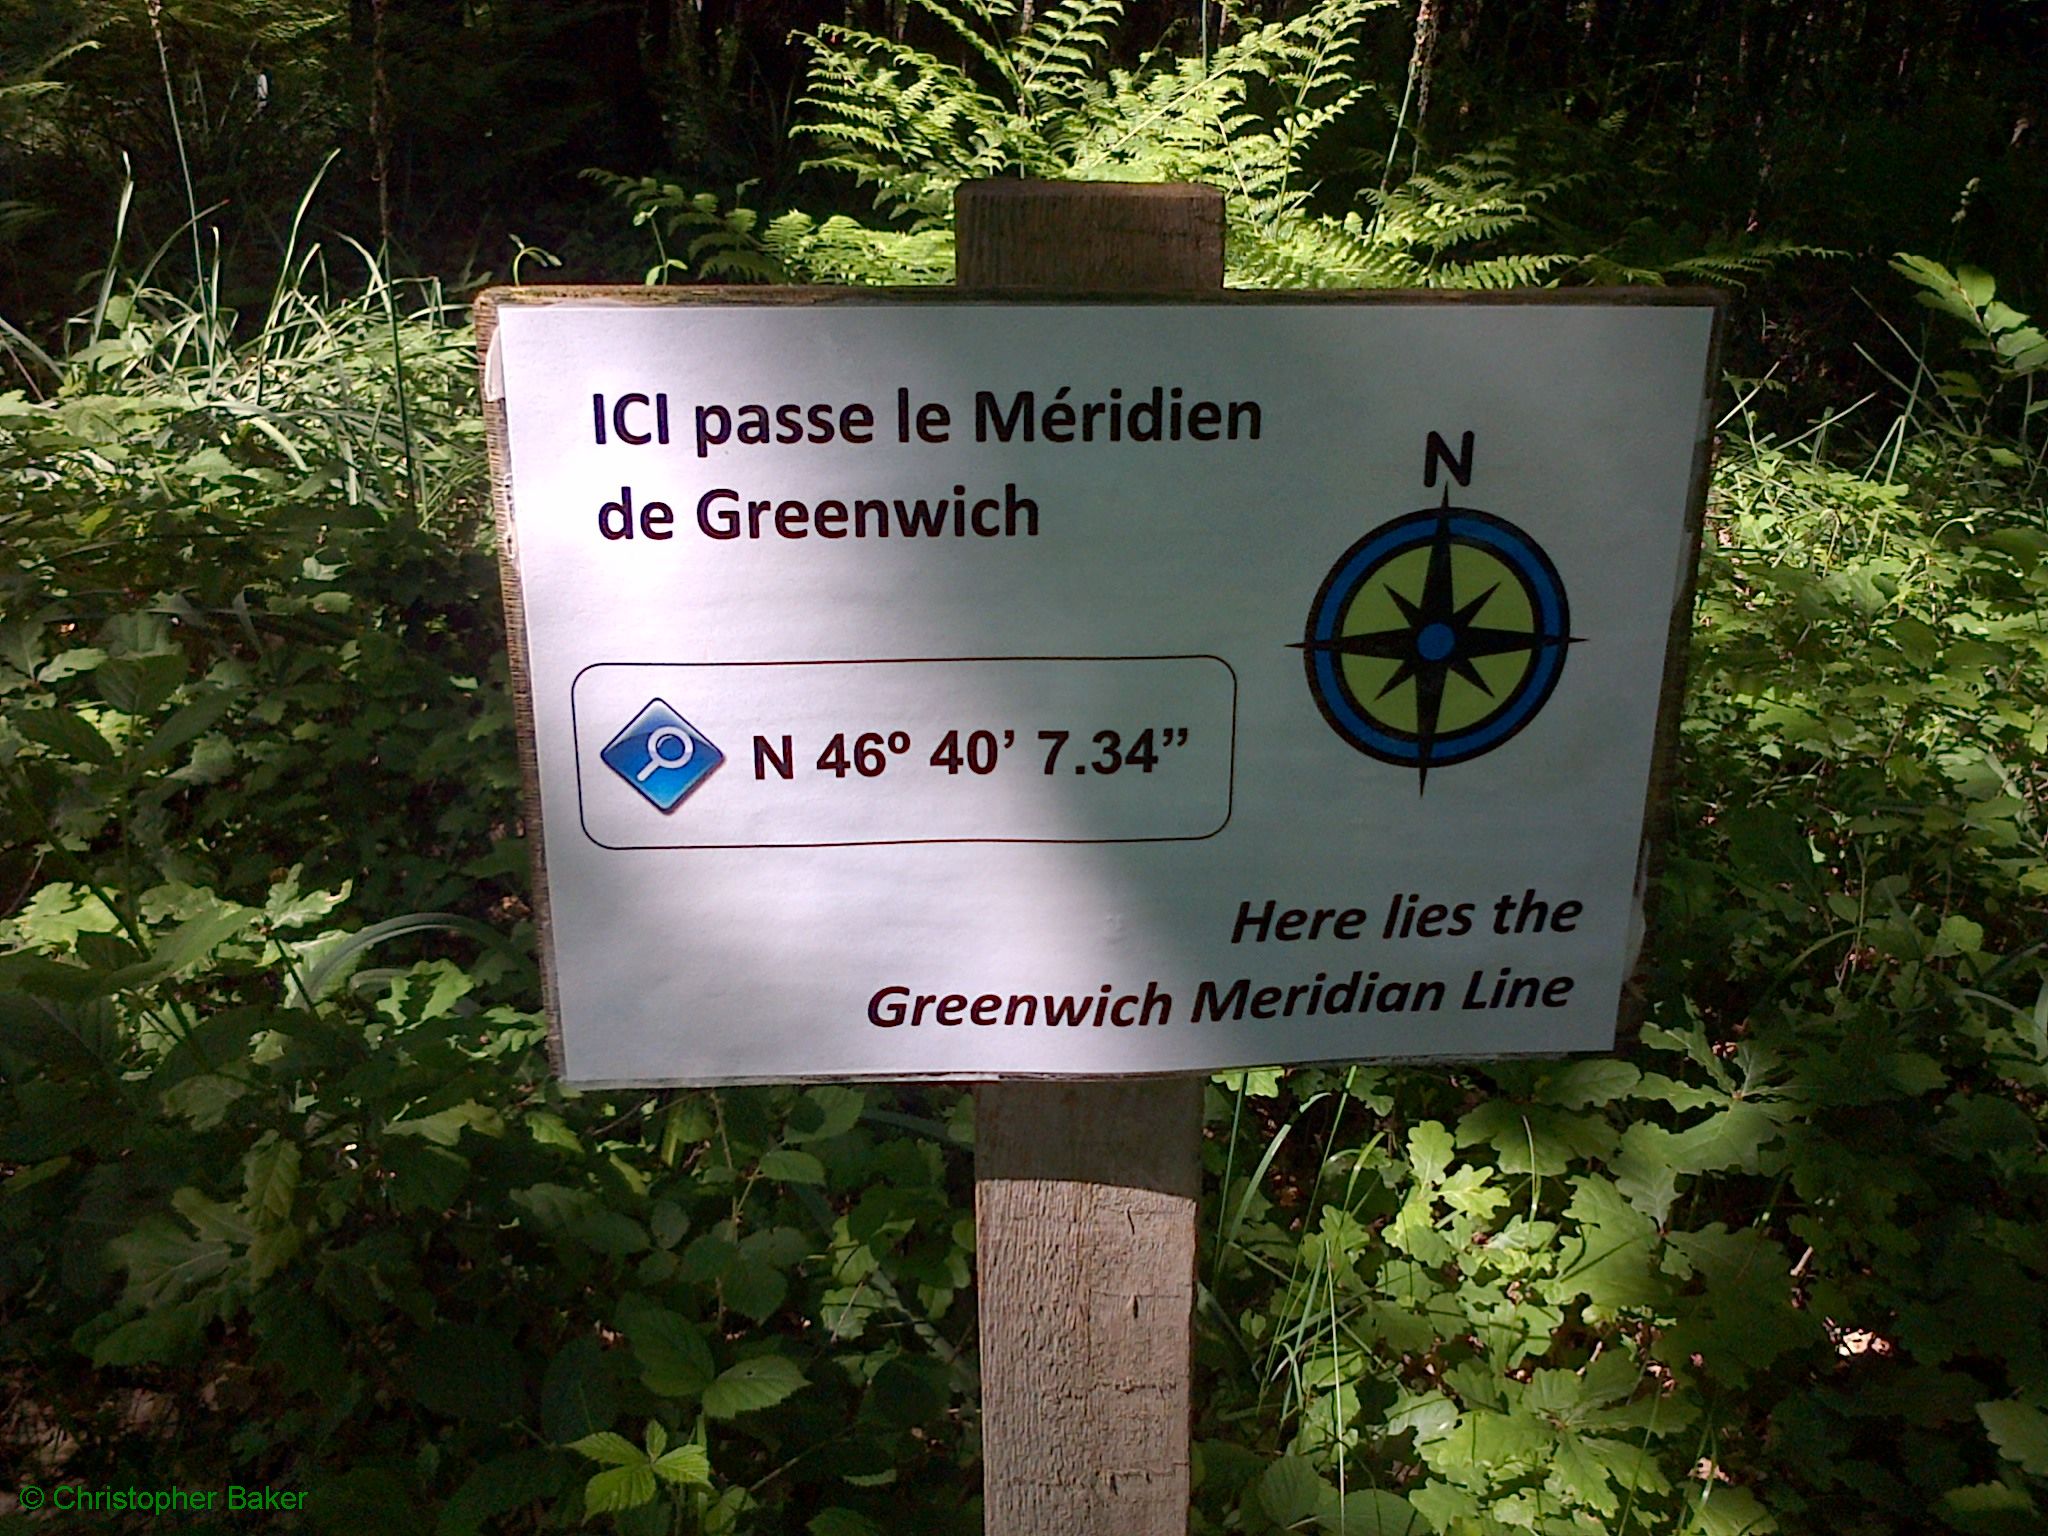 ICI passe le Méridien
de Greenwich
N
N 46º 40’ 7.34”
Here lies the
Greenwich Meridian Line
© Christopher Baker